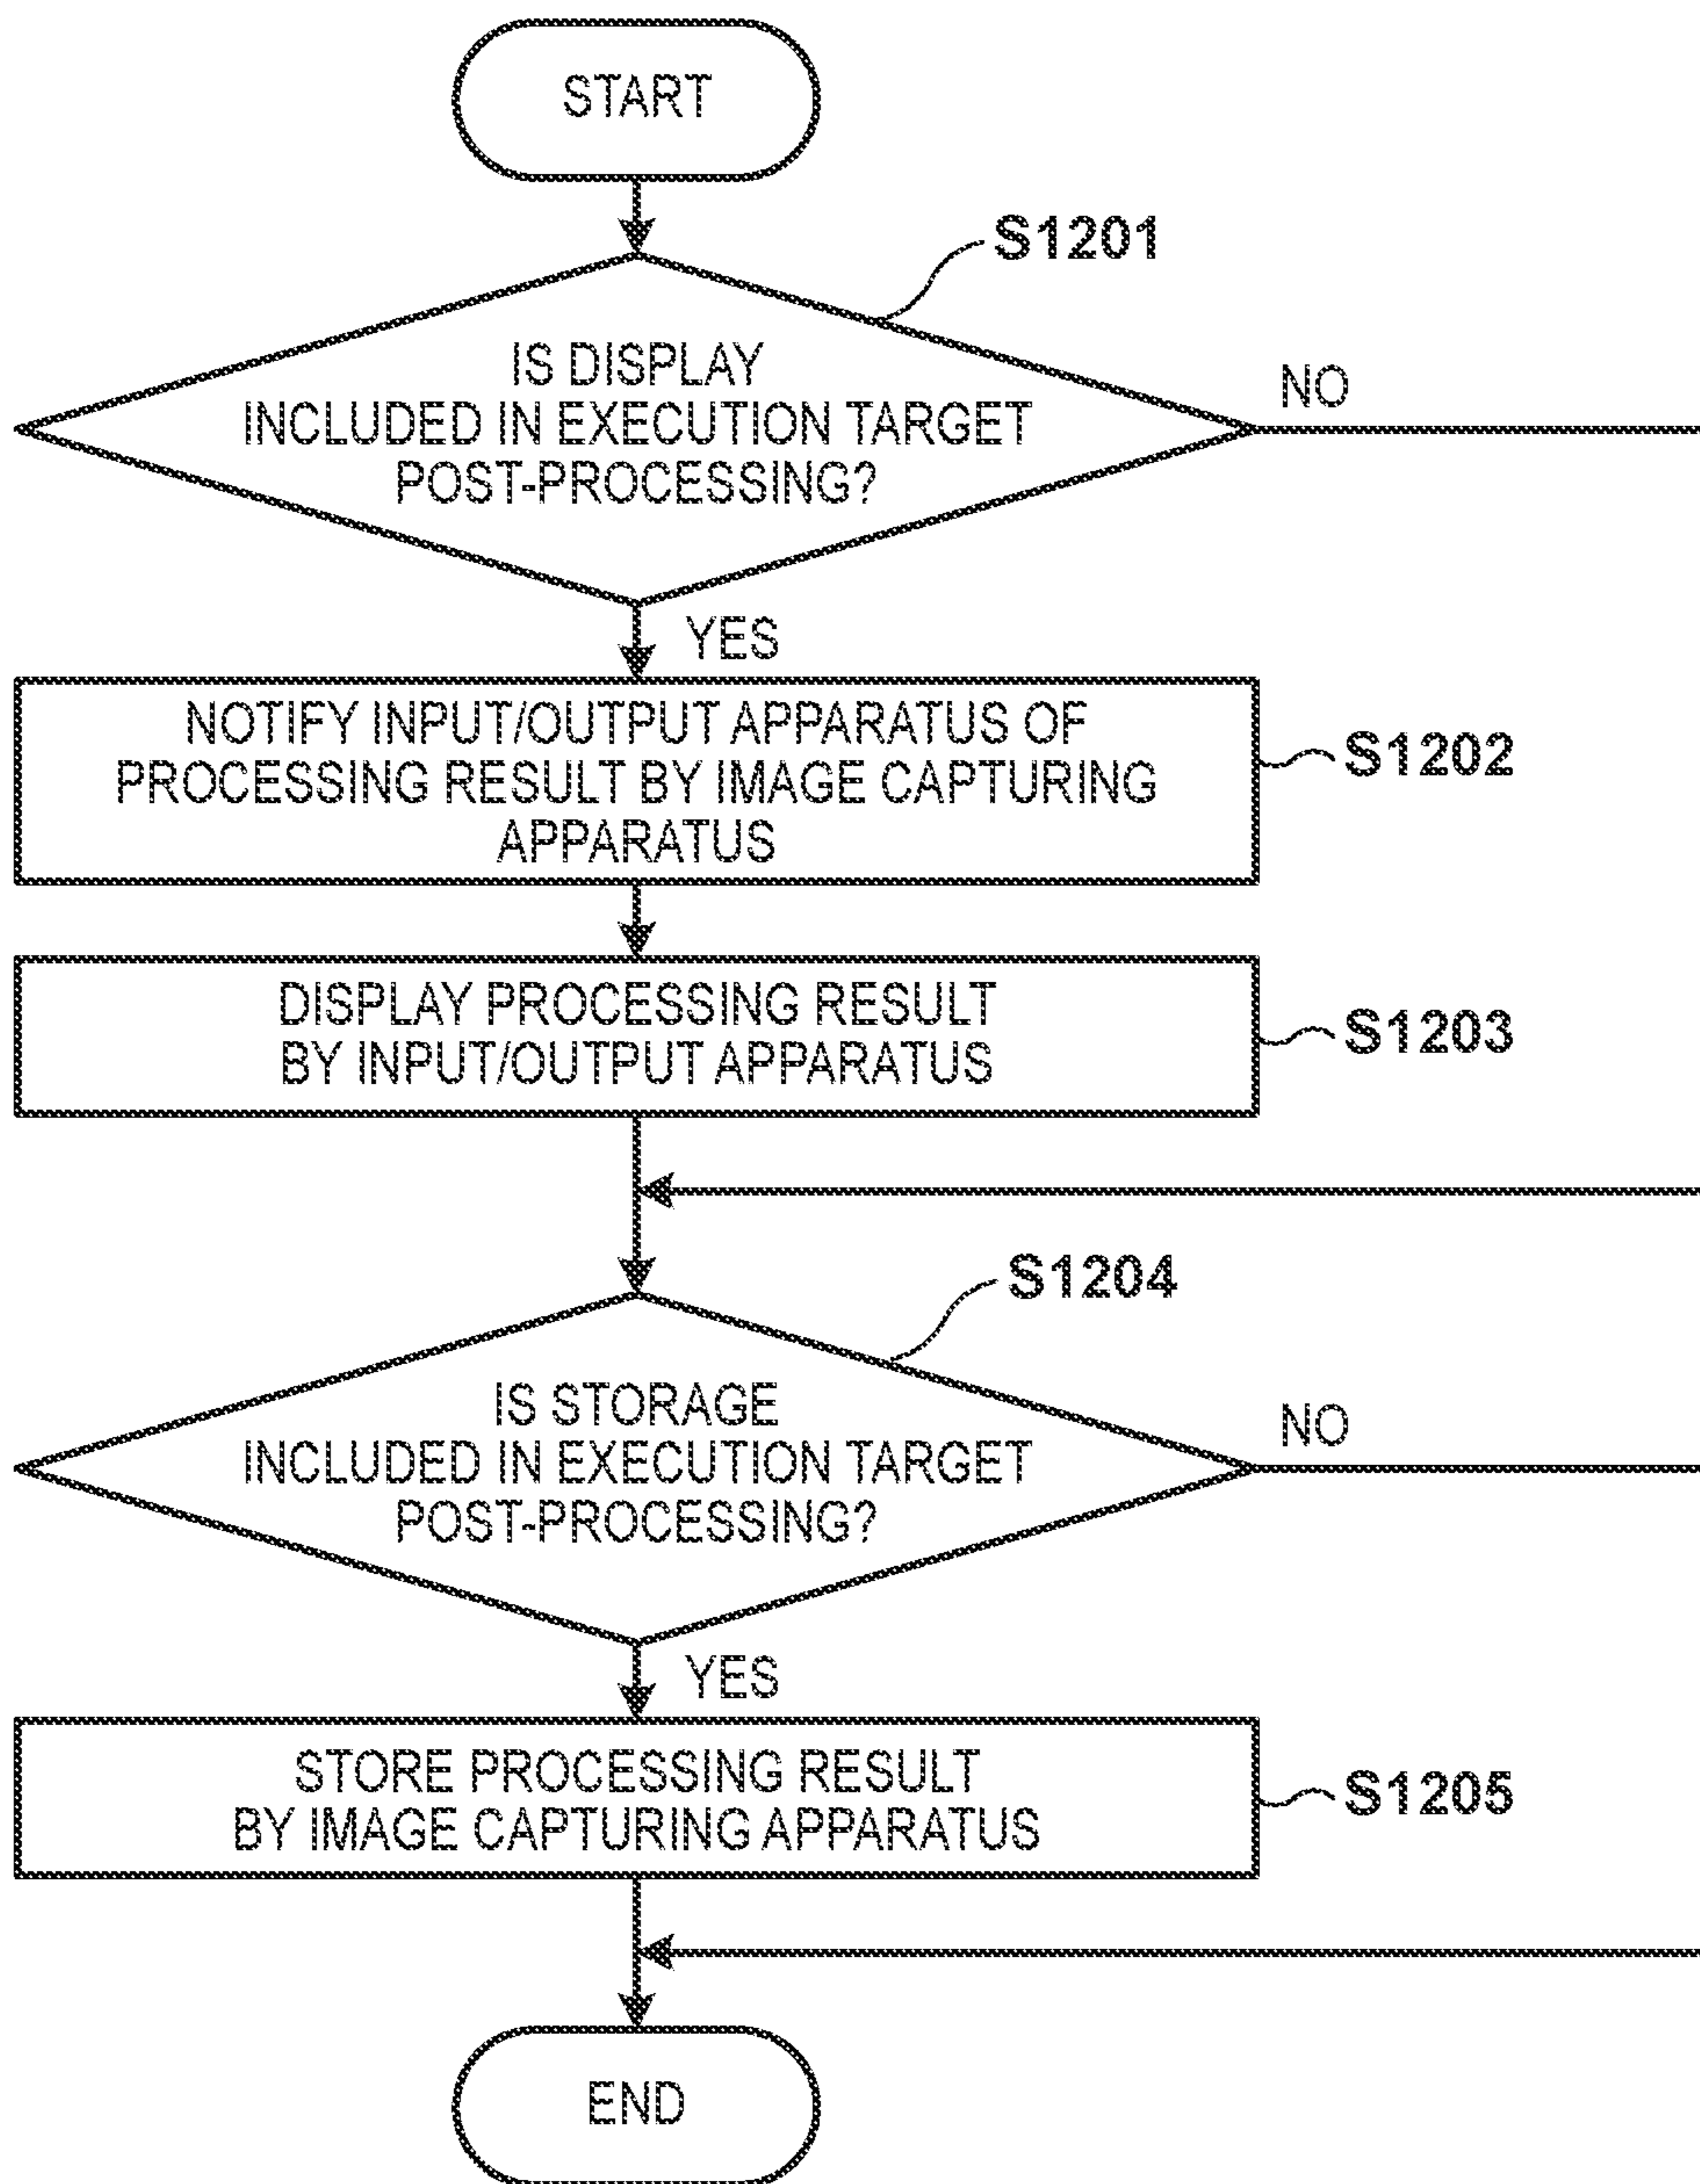 START
S1201
IS DISPLAY
INCLUDED IN EXECUTION TARGET
POST-PROCESSING?
NO
YES
NOTIFY INPUT/OUTPUT APPARATUS OF
PROCESSING RESULT BY IMAGE CAPTURING
APPARATUS
S1202
DISPLAY PROCESSING RESULT
BY INPUT/OUTPUT APPARATUS
S1203
S1204
IS STORAGE
INCLUDED IN EXECUTION TARGET
POST-PROCESSING?
NO
YES
STORE PROCESSING RESULT
BY IMAGE CAPTURING APPARATUS
S1205
END